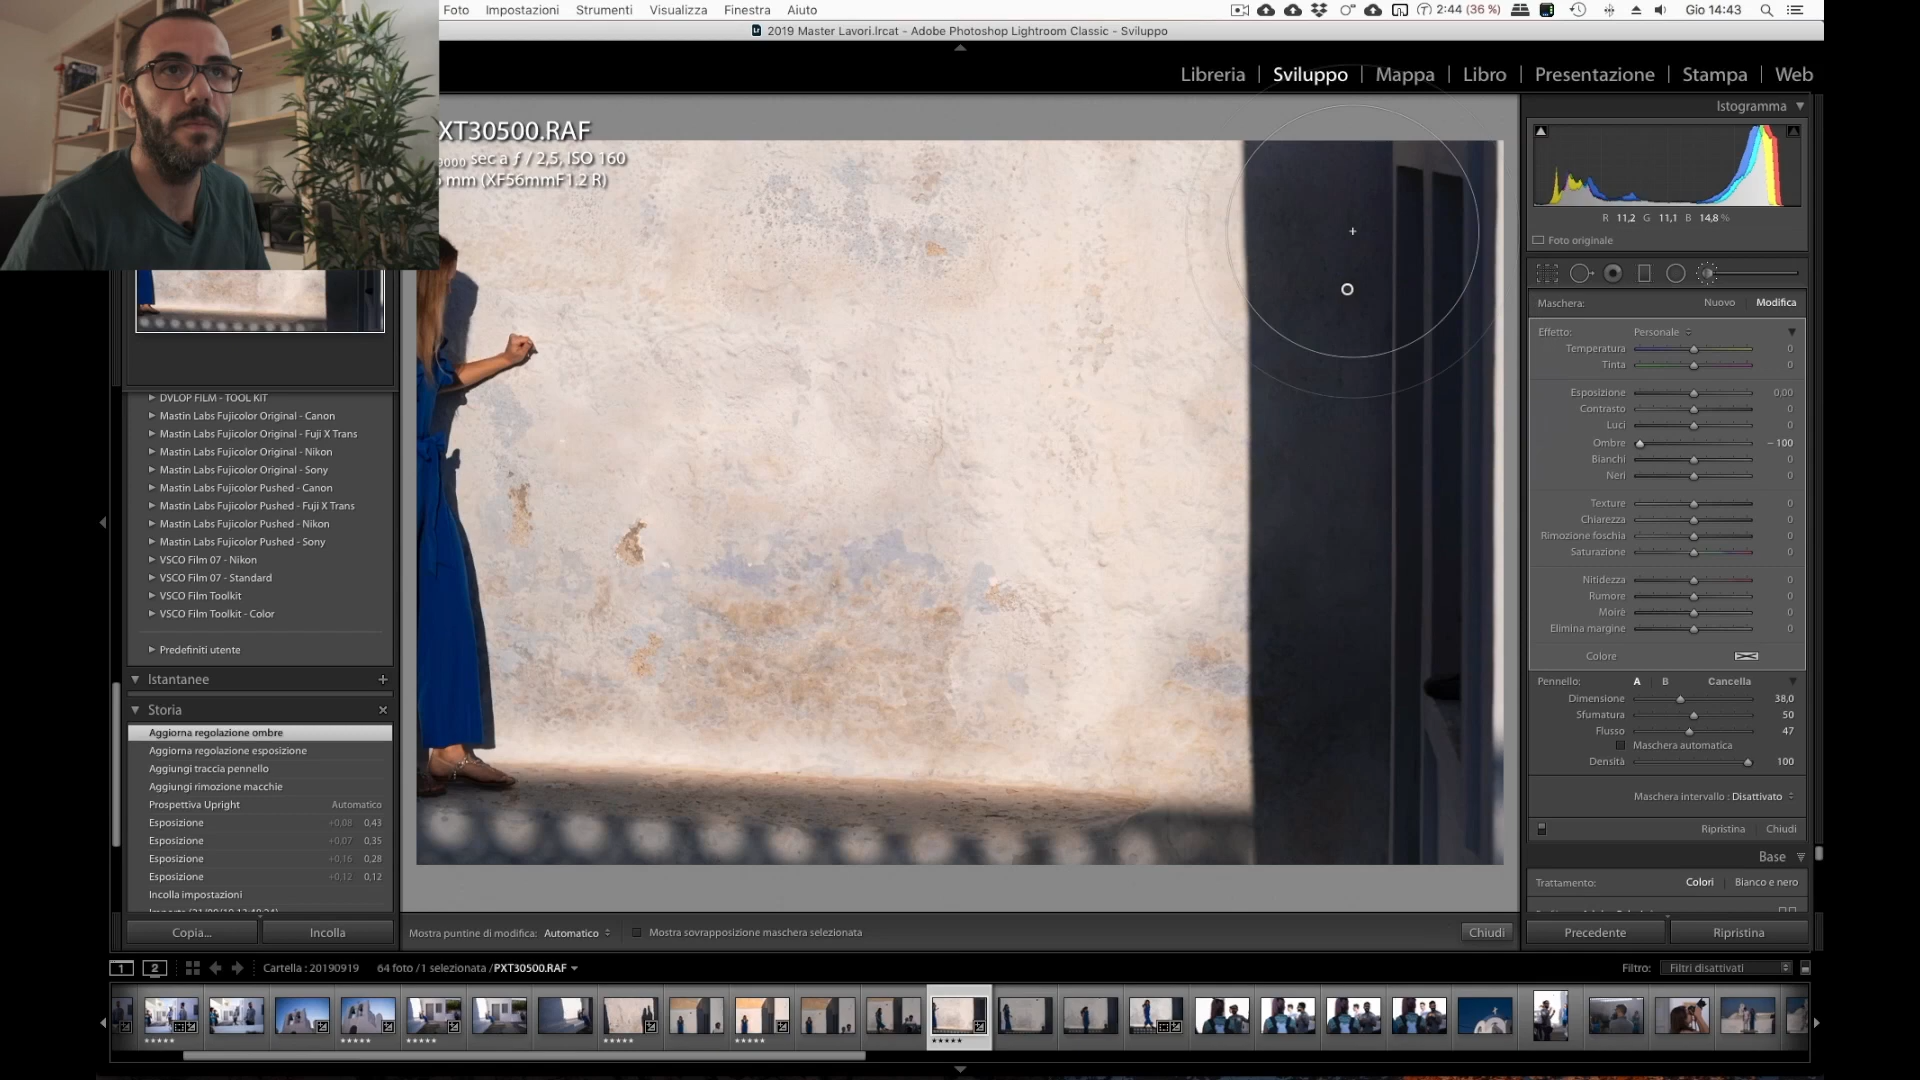 Foto Impostazioni Strumenti Visualizza Finestra Aiuto 2:44 (36 %) Gio 14:43
2019 Master Lavori.lrcat - Adobe Photoshop Lightroom Classic - Sviluppo
Libreria | Sviluppo | Mappa | Libro | Presentazione | Stampa | Web
XT30500.RAF
sec a ƒ / 2,5, ISO 160
mm (XF56mmF1.2 R)
DVLOP FILM - TOOL KIT
Mastin Labs Fujicolor Original - Canon
Mastin Labs Fujicolor Original - Fuji X Trans
Mastin Labs Fujicolor Original - Nikon
Mastin Labs Fujicolor Original - Sony
Mastin Labs Fujicolor Pushed - Canon
Mastin Labs Fujicolor Pushed - Fuji X Trans
Mastin Labs Fujicolor Pushed - Nikon
Mastin Labs Fujicolor Pushed - Sony
VSCO Film 07 - Nikon
VSCO Film 07 - Standard
VSCO Film Toolkit
VSCO Film Toolkit - Color
Predefiniti utente
Istantanee
Storia
Aggiorna regolazione ombre
Aggiorna regolazione esposizione
Aggiungi traccia pennello
Aggiungi rimozione macchie
Prospettiva Upright Automatico
Esposizione +0,08 0,43
Esposizione +0,07 0,35
Esposizione +0,16 0,28
Esposizione +0,12 0,12
Incolla impostazioni
Copia... Incolla
Istogramma
R 11,2 G 11,1 B 14,8 %
Foto originale
Maschera: Nuovo Modifica
Effetto: Personale
Temperatura 0
Tinta 0
Esposizione 0,00
Contrasto 0
Luci 0
Ombre – 100
Bianchi 0
Neri 0
Texture 0
Chiarezza 0
Rimozione foschia 0
Saturazione 0
Nitidezza 0
Rumore 0
Moirè 0
Elimina margine 0
Colore
Pennello: A B Cancella
Dimensione 38,0
Sfumatura 50
Flusso 47
Maschera automatica
Densità 100
Maschera intervallo : Disattivato
Ripristina Chiudi
Base
Trattamento: Colori | Bianco e nero
Precedente Ripristina
Mostra puntine di modifica: Automatico Mostra sovrapposizione maschera selezionata Chiudi
1 2 Cartella : 20190919 64 foto /1 selezionata /PXT30500.RAF Filtro: Filtri disattivati